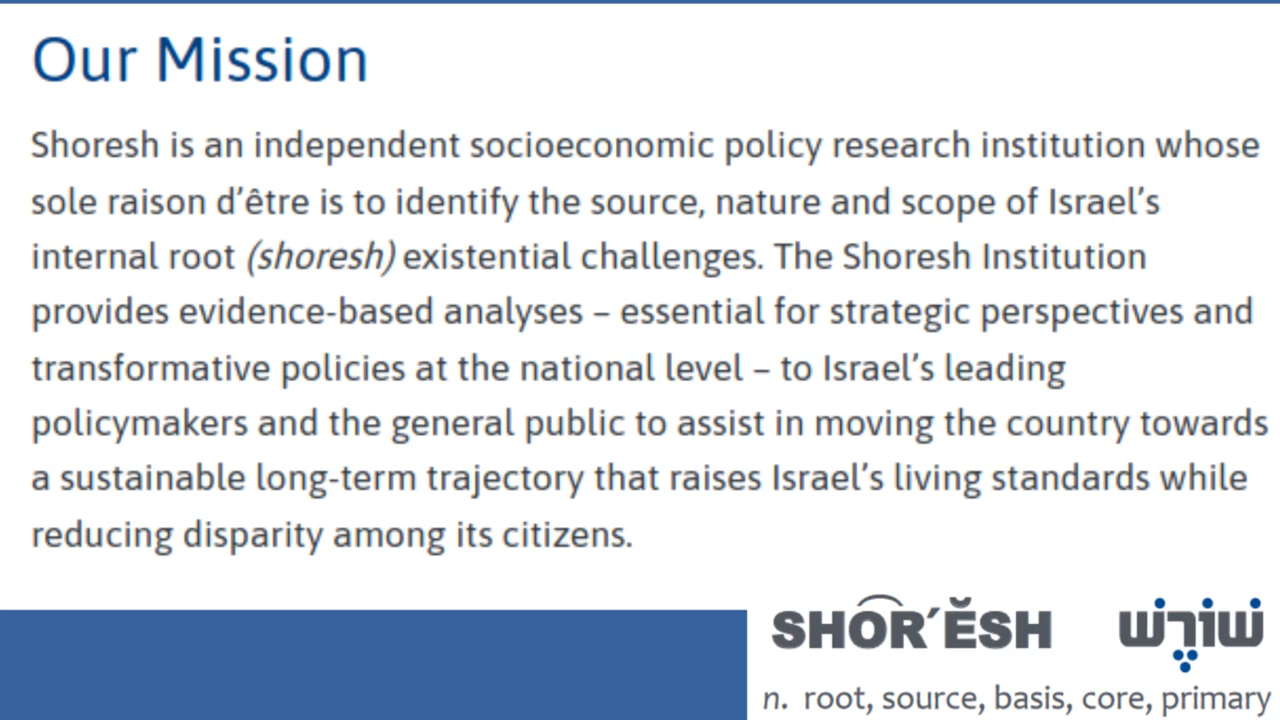 Our Mission
Shoresh is an independent socioeconomic policy research institution whose
sole raison d’être is to identify the source, nature and scope of Israel’s
internal root (shoresh) existential challenges. The Shoresh Institution
provides evidence-based analyses – essential for strategic perspectives and
transformative policies at the national level – to Israel’s leading
policymakers and the general public to assist in moving the country towards
a sustainable long-term trajectory that raises Israel’s living standards while
reducing disparity among its citizens.
SHOR´ĔSH שׁוֹרֶשׁ
n. root, source, basis, core, primary